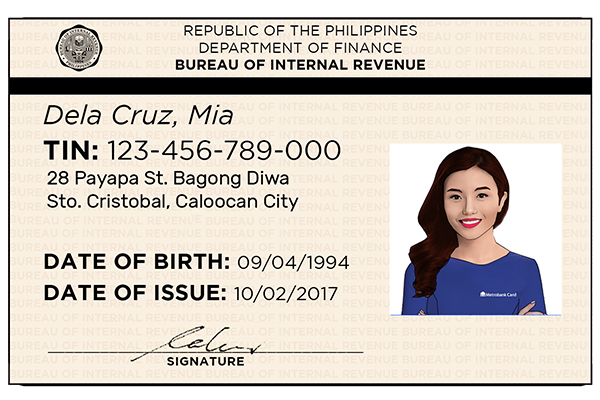 REPUBLIC OF THE PHILIPPINES
DEPARTMENT OF FINANCE
BUREAU OF INTERNAL REVENUE
Dela Cruz, Mia
TIN: 123-456-789-000
28 Payapa St. Bagong Diwa
Sto. Cristobal, Caloocan City
DATE OF BIRTH: 09/04/1994
DATE OF ISSUE: 10/02/2017
SIGNATURE
Metrobank Card